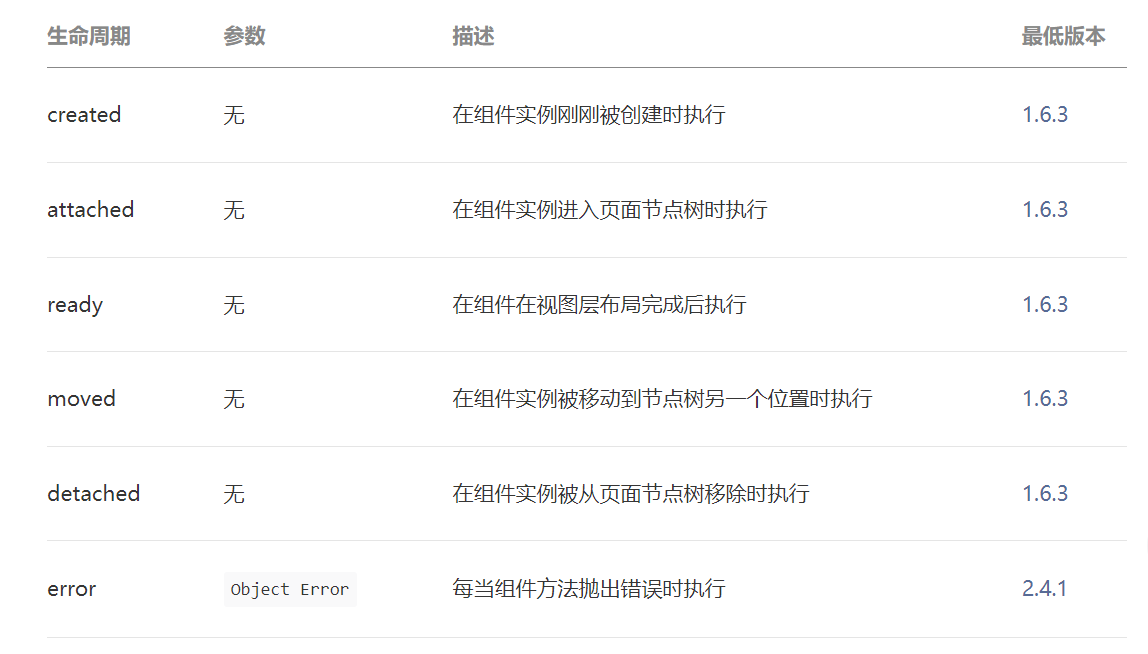 生命周期 参数 描述 最低版本
created 无 在组件实例刚刚被创建时执行 1.6.3
attached 无 在组件实例进入页面节点树时执行 1.6.3
ready 无 在组件在视图层布局完成后执行 1.6.3
moved 无 在组件实例被移动到节点树另一个位置时执行 1.6.3
detached 无 在组件实例被从页面节点树移除时执行 1.6.3
error Object Error 每当组件方法抛出错误时执行 2.4.1